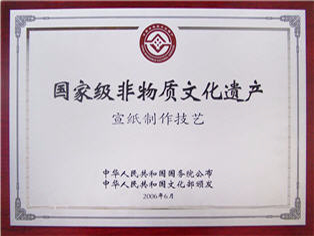 国家级非物质文化遗产
宣纸制作技艺
中华人民共和国国务院公布
中华人民共和国文化部颁发
2006年6月